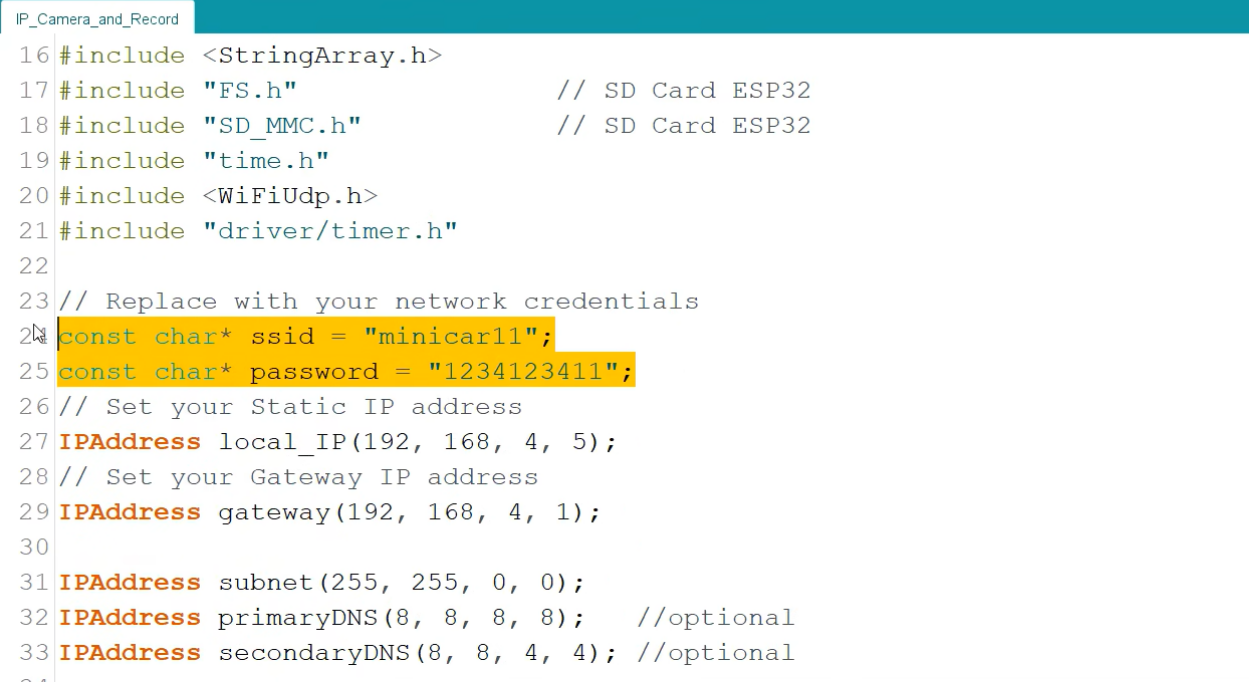 IP_Camera_and_Record
16 #include <StringArray.h>
17 #include "FS.h" // SD Card ESP32
18 #include "SD_MMC.h" // SD Card ESP32
19 #include "time.h"
20 #include <WiFiUdp.h>
21 #include "driver/timer.h"
22
23 // Replace with your network credentials
24 const char* ssid = "minicar11";
25 const char* password = "1234123411";
26 // Set your Static IP address
27 IPAddress local_IP(192, 168, 4, 5);
28 // Set your Gateway IP address
29 IPAddress gateway(192, 168, 4, 1);
30
31 IPAddress subnet(255, 255, 0, 0);
32 IPAddress primaryDNS(8, 8, 8, 8); //optional
33 IPAddress secondaryDNS(8, 8, 4, 4); //optional